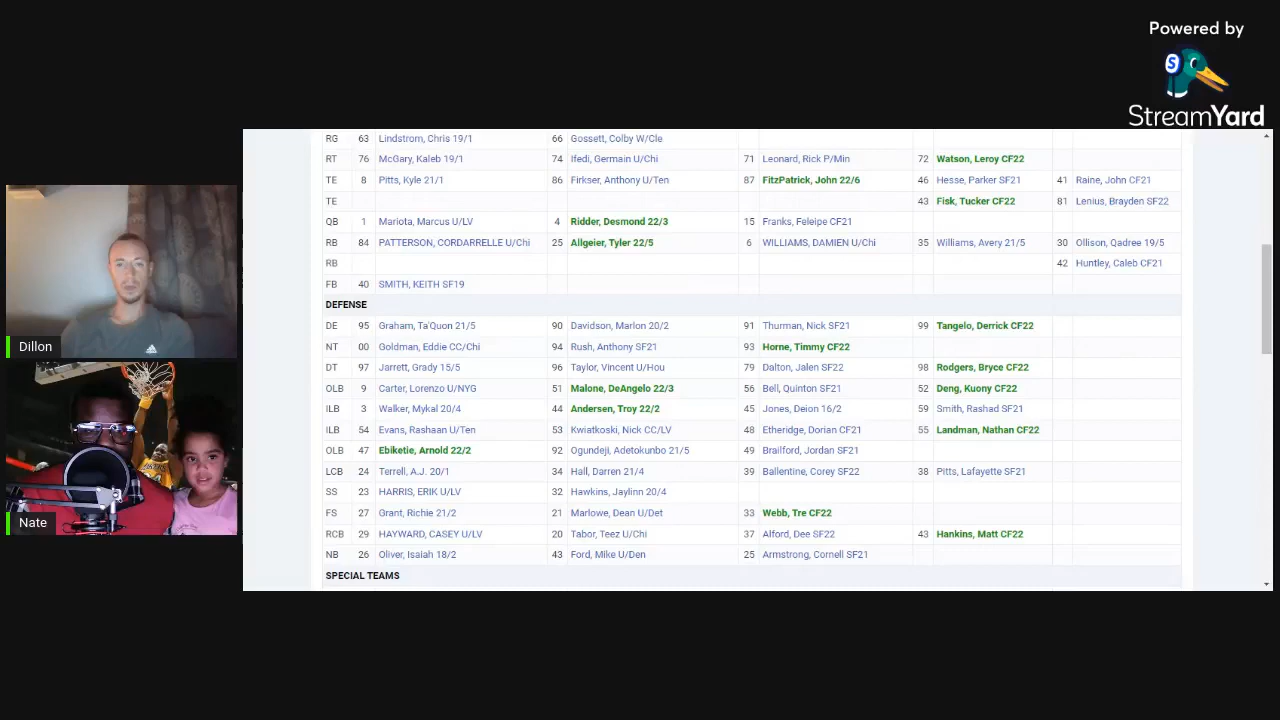 Powered by
StreamYard
RG 63 Lindstrom, Chris 19/1 66 Gossett, Colby W/Cle
RT 76 McGary, Kaleb 19/1 74 Ifedi, Germain U/Chi 71 Leonard, Rick P/Min 72 Watson, Leroy CF22
TE 8 Pitts, Kyle 21/1 86 Firkser, Anthony U/Ten 87 FitzPatrick, John 22/6 46 Hesse, Parker SF21 41 Raine, John CF21
TE 43 Fisk, Tucker CF22 81 Lenius, Brayden SF22
QB 1 Mariota, Marcus U/LV 4 Ridder, Desmond 22/3 15 Franks, Feleipe CF21
RB 84 PATTERSON, CORDARRELLE U/Chi 25 Allgeier, Tyler 22/5 6 WILLIAMS, DAMIEN U/Chi 35 Williams, Avery 21/5 30 Ollison, Qadree 19/5
RB 42 Huntley, Caleb CF21
FB 40 SMITH, KEITH SF19
DEFENSE
DE 95 Graham, Ta'Quon 21/5 90 Davidson, Marlon 20/2 91 Thurman, Nick SF21 99 Tangelo, Derrick CF22
NT 00 Goldman, Eddie CC/Chi 94 Rush, Anthony SF21 93 Horne, Timmy CF22
DT 97 Jarrett, Grady 15/5 96 Taylor, Vincent U/Hou 79 Dalton, Jalen SF22 98 Rodgers, Bryce CF22
OLB 9 Carter, Lorenzo U/NYG 51 Malone, DeAngelo 22/3 56 Bell, Quinton SF21 52 Deng, Kuony CF22
ILB 3 Walker, Mykal 20/4 44 Andersen, Troy 22/2 45 Jones, Deion 16/2 59 Smith, Rashad SF21
ILB 54 Evans, Rashaan U/Ten 53 Kwiatkoski, Nick CC/LV 48 Etheridge, Dorian CF21 55 Landman, Nathan CF22
OLB 47 Ebiketie, Arnold 22/2 92 Ogundeji, Adetokunbo 21/5 49 Brailford, Jordan SF21
LCB 24 Terrell, A.J. 20/1 34 Hall, Darren 21/4 39 Ballentine, Corey SF22 38 Pitts, Lafayette SF21
SS 23 HARRIS, ERIK U/LV 32 Hawkins, Jaylinn 20/4
FS 27 Grant, Richie 21/2 21 Marlowe, Dean U/Det 33 Webb, Tre CF22
RCB 29 HAYWARD, CASEY U/LV 20 Tabor, Teez U/Chi 37 Alford, Dee SF22 43 Hankins, Matt CF22
NB 26 Oliver, Isaiah 18/2 43 Ford, Mike U/Den 25 Armstrong, Cornell SF21
SPECIAL TEAMS
Dillon
Nate